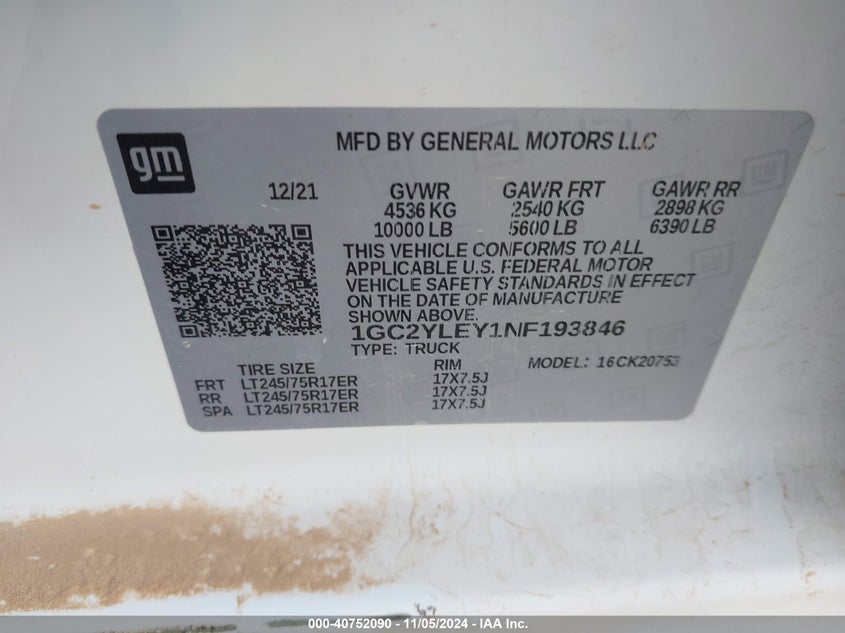 gm
MFD BY GENERAL MOTORS LLC
12/21 GVWR GAWR FRT GAWR RR
4536 KG 2540 KG 2898 KG
10000 LB 5600 LB 6390 LB
THIS VEHICLE CONFORMS TO ALL
APPLICABLE U.S. FEDERAL MOTOR
VEHICLE SAFETY STANDARDS IN EFFECT
ON THE DATE OF MANUFACTURE
SHOWN ABOVE.
1GC2YLEY1NF193846
TYPE: TRUCK MODEL: 16CK20753
TIRE SIZE RIM
FRT LT245/75R17ER 17X7.5J
RR LT245/75R17ER 17X7.5J
SPA LT245/75R17ER 17X7.5J
000-40752090 - 11/05/2024 - IAA Inc.